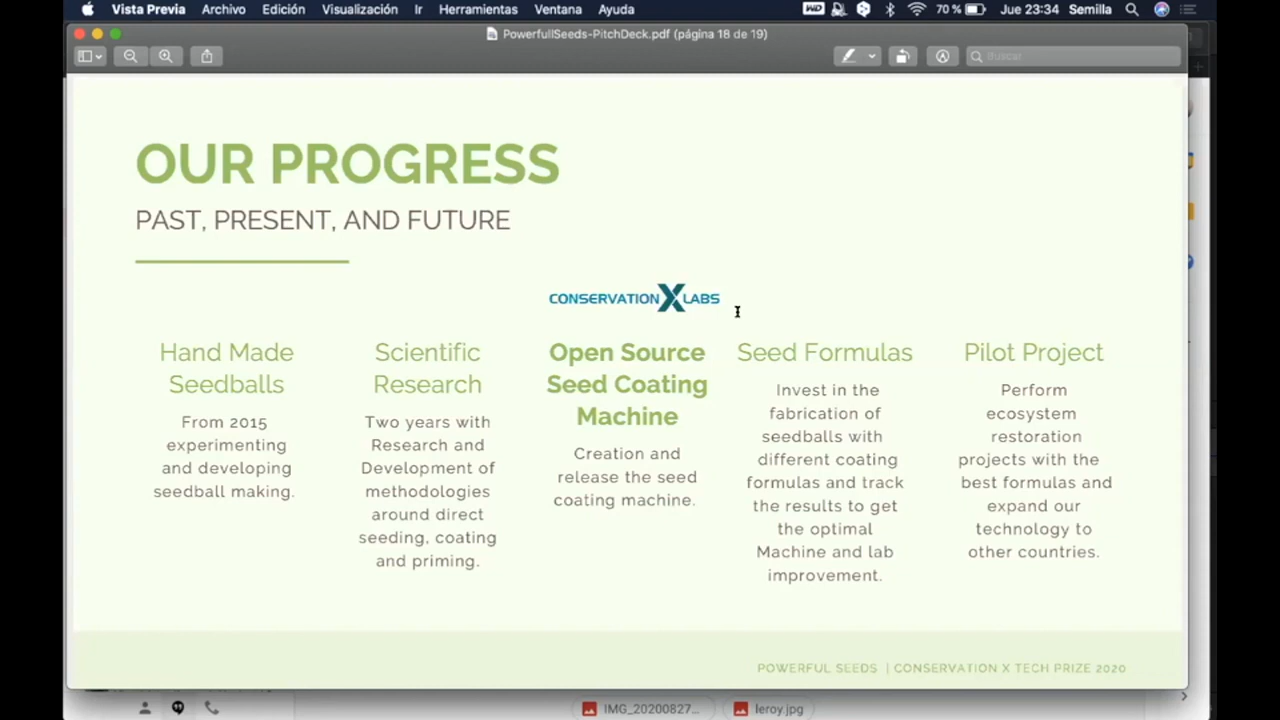 Vista Previa Archivo Edición Visualización Ir Herramientas Ventana Ayuda 70 % Jue 23:34 Semilla
PowerfullSeeds-PitchDeck.pdf (página 18 de 19)
Buscar
OUR PROGRESS
PAST, PRESENT, AND FUTURE
CONSERVATION X LABS
Hand Made
Seedballs
From 2015
experimenting
and developing
seedball making.
Scientific
Research
Two years with
Research and
Development of
methodologies
around direct
seeding, coating
and priming.
Open Source
Seed Coating
Machine
Creation and
release the seed
coating machine.
Seed Formulas
Invest in the
fabrication of
seedballs with
different coating
formulas and track
the results to get
the optimal
Machine and lab
improvement.
Pilot Project
Perform
ecosystem
restoration
projects with the
best formulas and
expand our
technology to
other countries.
POWERFUL SEEDS | CONSERVATION X TECH PRIZE 2020
IMG_20200827... leroy.jpg